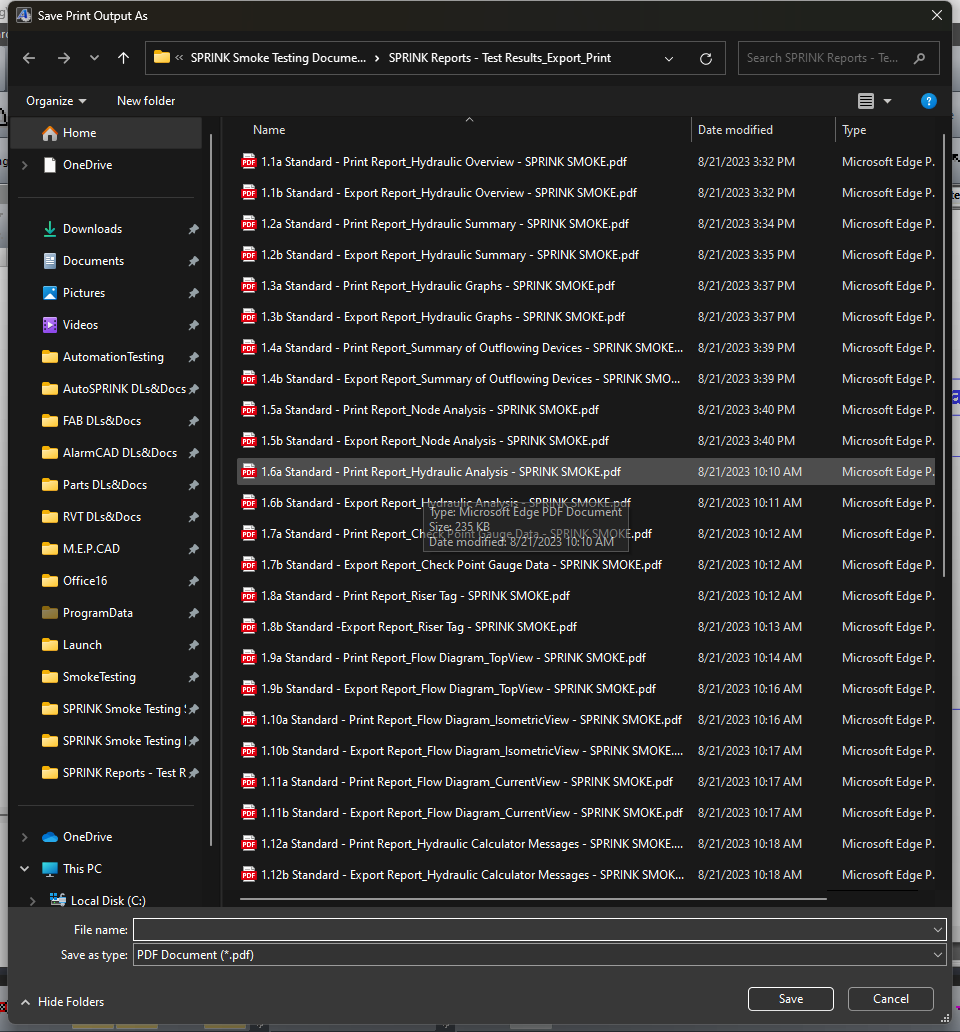 Save Print Output As
« SPRINK Smoke Testing Docume... › SPRINK Reports - Test Results_Export_Print
Search SPRINK Reports - Te...
Organize
New folder
?
Name Date modified Type
Home
OneDrive
Downloads
Documents
Pictures
Videos
AutomationTesting
AutoSPRINK DLs&Docs
FAB DLs&Docs
AlarmCAD DLs&Docs
Parts DLs&Docs
RVT DLs&Docs
M.E.P.CAD
Office16
ProgramData
Launch
SmokeTesting
SPRINK Smoke Testing
SPRINK Smoke Testing
SPRINK Reports - Test R
OneDrive
This PC
Local Disk (C:)
PDF 1.1a Standard - Print Report_Hydraulic Overview - SPRINK SMOKE.pdf 8/21/2023 3:32 PM Microsoft Edge P.
PDF 1.1b Standard - Export Report_Hydraulic Overview - SPRINK SMOKE.pdf 8/21/2023 3:32 PM Microsoft Edge P.
PDF 1.2a Standard - Print Report_Hydraulic Summary - SPRINK SMOKE.pdf 8/21/2023 3:34 PM Microsoft Edge P.
PDF 1.2b Standard - Export Report_Hydraulic Summary - SPRINK SMOKE.pdf 8/21/2023 3:35 PM Microsoft Edge P.
PDF 1.3a Standard - Print Report_Hydraulic Graphs - SPRINK SMOKE.pdf 8/21/2023 3:37 PM Microsoft Edge P.
PDF 1.3b Standard - Export Report_Hydraulic Graphs - SPRINK SMOKE.pdf 8/21/2023 3:37 PM Microsoft Edge P.
PDF 1.4a Standard - Print Report_Summary of Outflowing Devices - SPRINK SMOKE... 8/21/2023 3:39 PM Microsoft Edge P.
PDF 1.4b Standard - Export Report_Summary of Outflowing Devices - SPRINK SMO... 8/21/2023 3:39 PM Microsoft Edge P.
PDF 1.5a Standard - Print Report_Node Analysis - SPRINK SMOKE.pdf 8/21/2023 3:40 PM Microsoft Edge P.
PDF 1.5b Standard - Export Report_Node Analysis - SPRINK SMOKE.pdf 8/21/2023 3:40 PM Microsoft Edge P.
PDF 1.6a Standard - Print Report_Hydraulic Analysis - SPRINK SMOKE.pdf 8/21/2023 10:10 AM Microsoft Edge P.
PDF 1.6b Standard - Export Report_Hydraulic Analysis - SPRINK SMOKE.pdf 8/21/2023 10:11 AM Microsoft Edge P.
Type: Microsoft Edge PDF Document
Size: 235 KB
PDF 1.7a Standard - Print Report_Check Point Gauge Data - SPRINK SMOKE.pdf 8/21/2023 10:12 AM Microsoft Edge P.
Date modified: 8/21/2023 10:10 AM
PDF 1.7b Standard - Export Report_Check Point Gauge Data - SPRINK SMOKE.pdf 8/21/2023 10:12 AM Microsoft Edge P.
PDF 1.8a Standard - Print Report_Riser Tag - SPRINK SMOKE.pdf 8/21/2023 10:12 AM Microsoft Edge P.
PDF 1.8b Standard -Export Report_Riser Tag - SPRINK SMOKE.pdf 8/21/2023 10:13 AM Microsoft Edge P.
PDF 1.9a Standard - Print Report_Flow Diagram_TopView - SPRINK SMOKE.pdf 8/21/2023 10:14 AM Microsoft Edge P.
PDF 1.9b Standard - Export Report_Flow Diagram_TopView - SPRINK SMOKE.pdf 8/21/2023 10:16 AM Microsoft Edge P.
PDF 1.10a Standard - Print Report_Flow Diagram_IsometricView - SPRINK SMOKE.pdf 8/21/2023 10:16 AM Microsoft Edge P.
PDF 1.10b Standard - Export Report_Flow Diagram_IsometricView - SPRINK SMOKE.... 8/21/2023 10:17 AM Microsoft Edge P.
PDF 1.11a Standard - Print Report_Flow Diagram_CurrentView - SPRINK SMOKE.pdf 8/21/2023 10:17 AM Microsoft Edge P.
PDF 1.11b Standard - Export Report_Flow Diagram_CurrentView - SPRINK SMOKE.pdf 8/21/2023 10:17 AM Microsoft Edge P.
PDF 1.12a Standard - Print Report_Hydraulic Calculator Messages - SPRINK SMOKE.... 8/21/2023 10:18 AM Microsoft Edge P.
PDF 1.12b Standard - Export Report_Hydraulic Calculator Messages - SPRINK SMOK... 8/21/2023 10:18 AM Microsoft Edge P.
File name:
Save as type: PDF Document (*.pdf)
Hide Folders
Save
Cancel